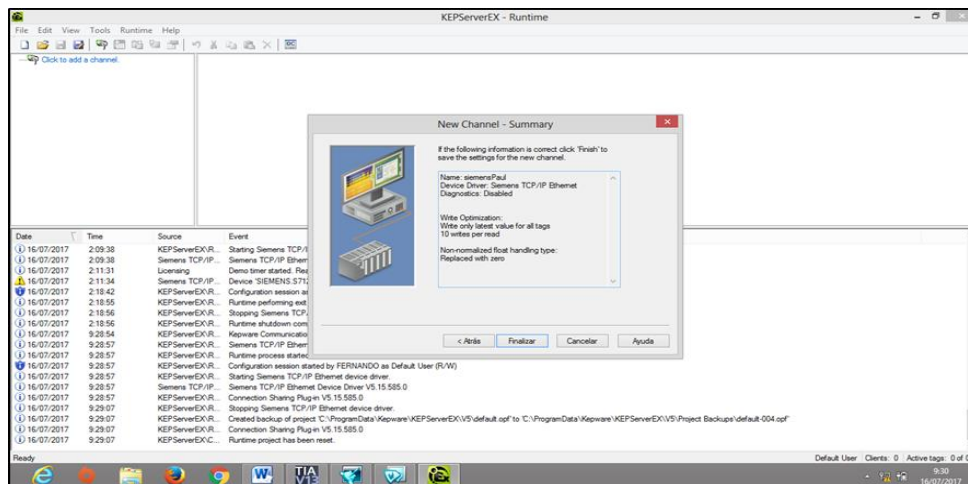 KEPServerEX - Runtime
File Edit View Tools Runtime Help
Click to add a channel.
New Channel - Summary
If the following information is correct click 'Finish' to
save the settings for the new channel.
Name: siemensPaul
Device Driver: Siemens TCP/IP Ethernet
Diagnostics: Disabled
Write Optimization:
Write only latest value for all tags
10 writes per read
Non-normalized float handling type:
Replaced with zero
< Atrás Finalizar Cancelar Ayuda
Date Time Source Event
16/07/2017 2:09:38 KEPServerEX\R... Starting Siemens TCP/I
16/07/2017 2:09:38 Siemens TCP/IP... Siemens TCP/IP Ethern
16/07/2017 2:11:31 Licensing Demo timer started. Rea
16/07/2017 2:11:34 Siemens TCP/IP... Device 'SIEMENS.S712
16/07/2017 2:18:42 KEPServerEX\R... Configuration session as
16/07/2017 2:18:55 KEPServerEX\R... Runtime performing exit
16/07/2017 2:18:56 KEPServerEX\R... Stopping Siemens TCP/
16/07/2017 2:18:56 KEPServerEX\R... Runtime shutdown com
16/07/2017 9:28:54 KEPServerEX\R... Kepware Communicatio
16/07/2017 9:28:57 KEPServerEX\R... Siemens TCP/IP Ethern
16/07/2017 9:28:57 KEPServerEX\R... Runtime process started
16/07/2017 9:28:57 KEPServerEX\R... Configuration session started by FERNANDO as Default User (R/W)
16/07/2017 9:28:57 KEPServerEX\R... Starting Siemens TCP/IP Ethernet device driver.
16/07/2017 9:28:57 Siemens TCP/IP... Siemens TCP/IP Ethernet Device Driver V5.15.585.0
16/07/2017 9:28:57 KEPServerEX\R... Connection Sharing Plug-in V5.15.585.0
16/07/2017 9:29:07 KEPServerEX\R... Stopping Siemens TCP/IP Ethernet device driver.
16/07/2017 9:29:07 KEPServerEX\R... Created backup of project 'C:\ProgramData\Kepware\KEPServerEX\V5\default.opf' to 'C:\ProgramData\Kepware\KEPServerEX\V5\Project Backups\default-004.opf'
16/07/2017 9:29:07 KEPServerEX\R... Connection Sharing Plug-in V5.15.585.0
16/07/2017 9:29:07 KEPServerEX\C... Runtime project has been reset.
Ready Default User Clients: 0 Active tags: 0 of 0
TIA V13
9:30
16/07/2017